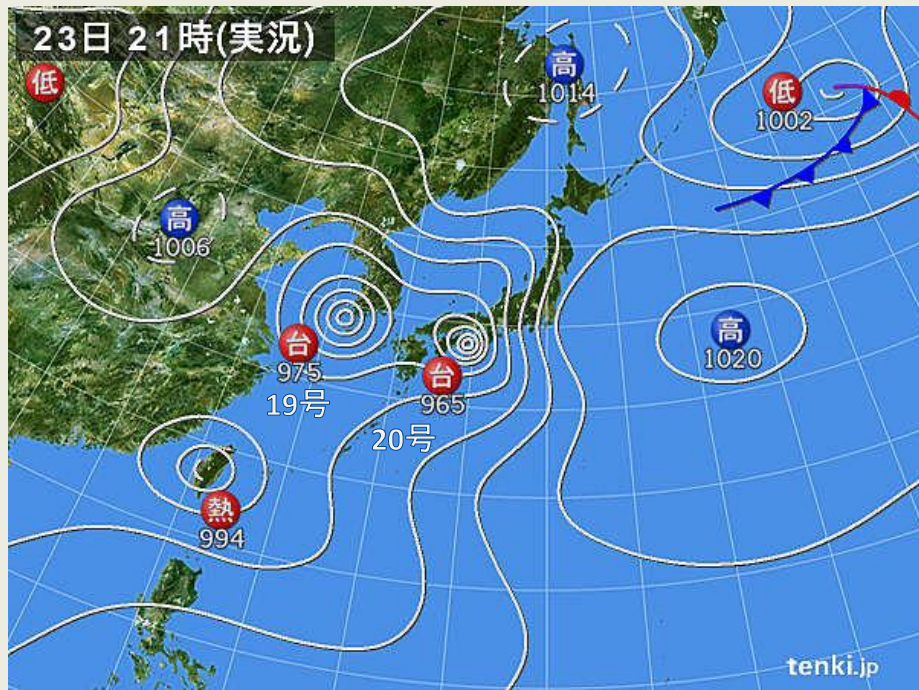 23日 21時(実況)
低
高
1014
低
1002
高
1006
台
975
19号
台
965
20号
高
1020
熱
994
tenki.jp